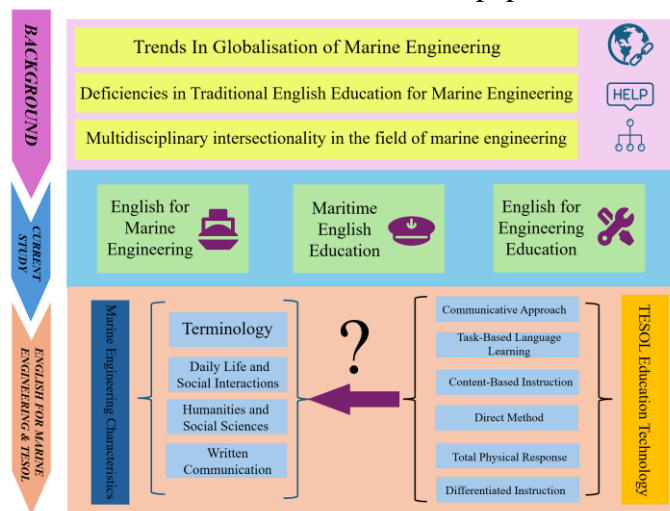 BACKGROUND
Trends In Globalisation of Marine Engineering
Deficiencies in Traditional English Education for Marine Engineering
HELP
Multidisciplinary intersectionality in the field of marine engineering
CURRENT
STUDY
English for
Marine
Engineering
Maritime
English
Education
English for
Engineering
Education
ENGLISH FOR MARINE
ENGINEERING & TESOL
Marine Engineering Characteristics
Terminology
Daily Life and
Social Interactions
Humanities and
Social Sciences
Written
Communication
?
Communicative Approach
Task-Based Language
Learning
Content-Based Instruction
Direct Method
Total Physical Response
Differentiated Instruction
TESOL Education Technology